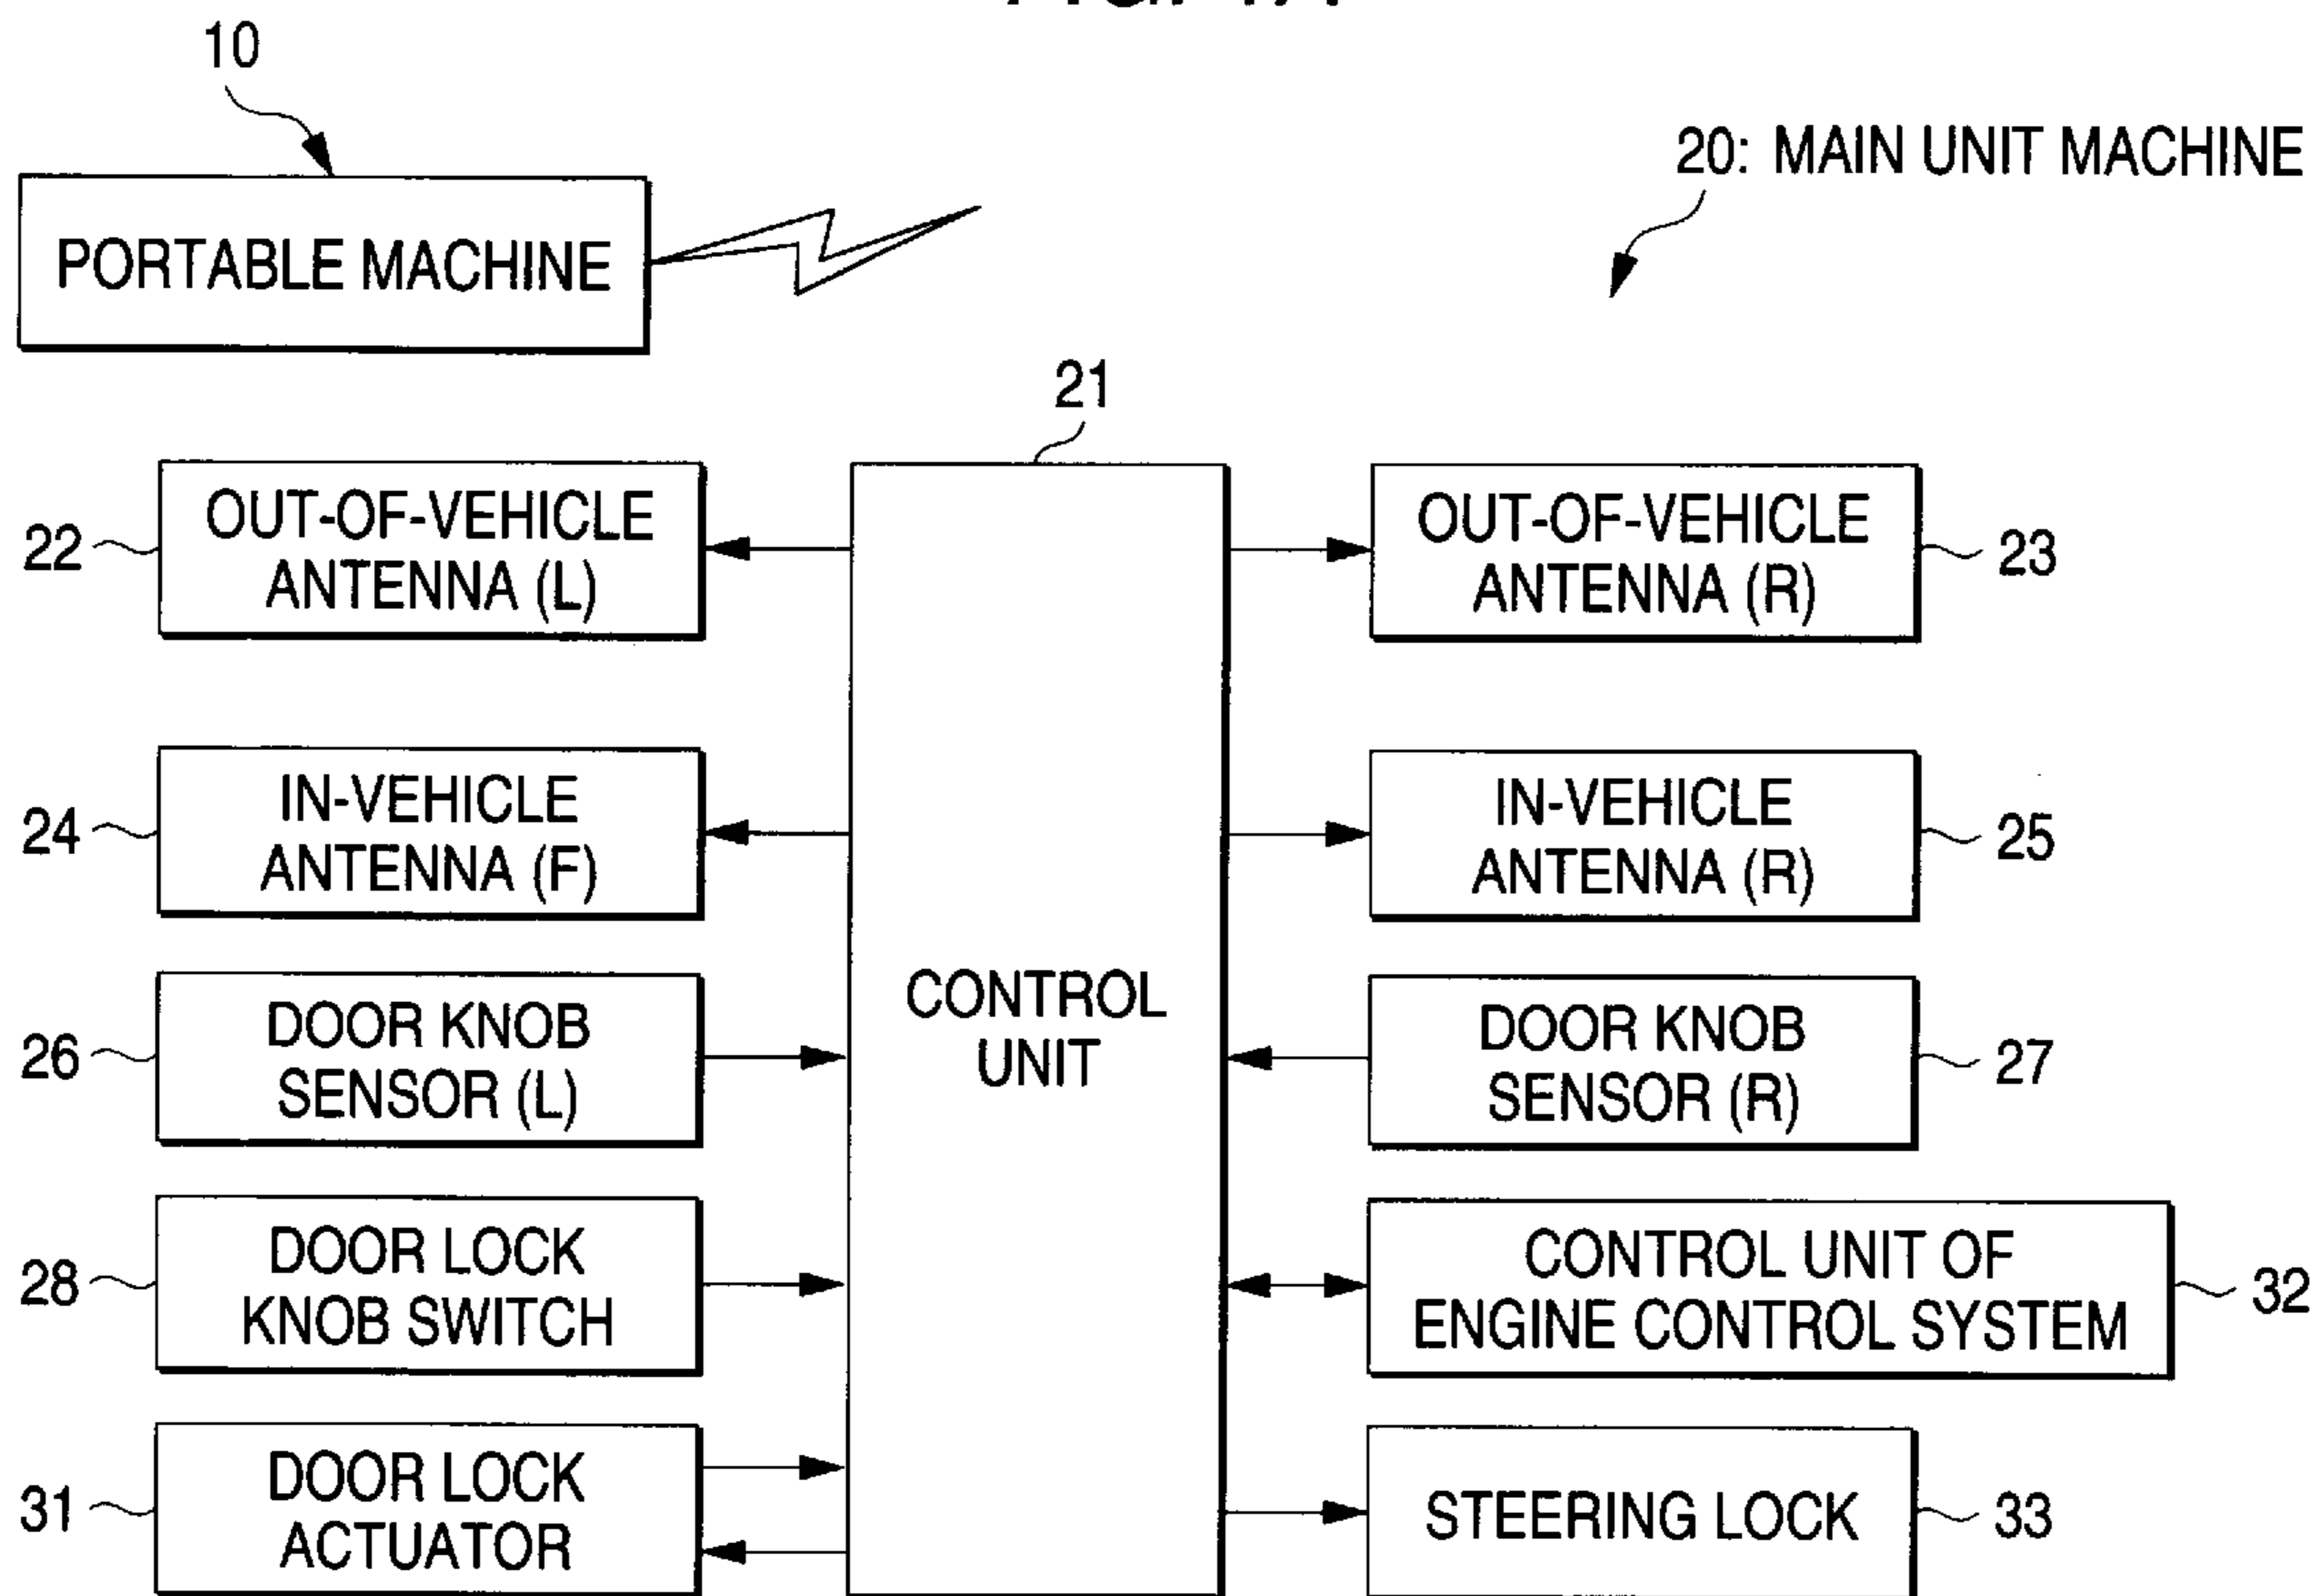 10
20: MAIN UNIT MACHINE
PORTABLE MACHINE
21
22
OUT-OF-VEHICLE
ANTENNA (L)
OUT-OF-VEHICLE
ANTENNA (R)
23
24
IN-VEHICLE
ANTENNA (F)
IN-VEHICLE
ANTENNA (R)
25
CONTROL
UNIT
26
DOOR KNOB
SENSOR (L)
DOOR KNOB
SENSOR (R)
27
28
DOOR LOCK
KNOB SWITCH
CONTROL UNIT OF
ENGINE CONTROL SYSTEM
32
31
DOOR LOCK
ACTUATOR
STEERING LOCK
33